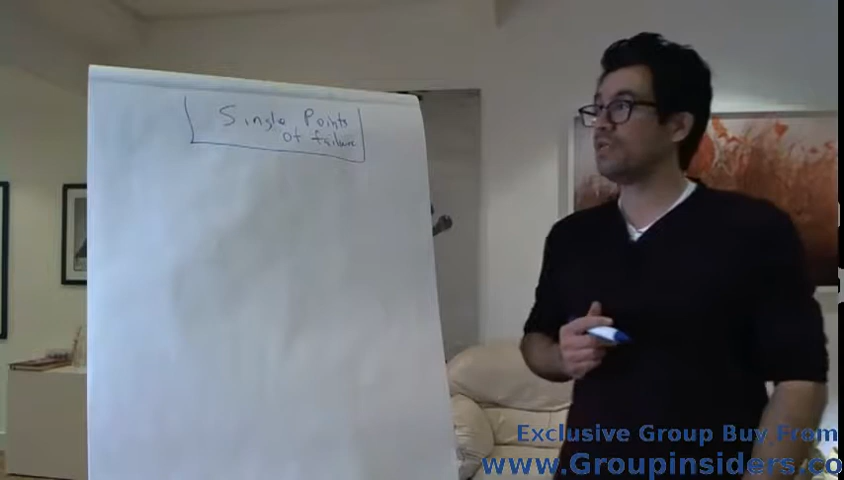 Single Points
of failure
Exclusive Group Buy From
www.Groupinsiders.co